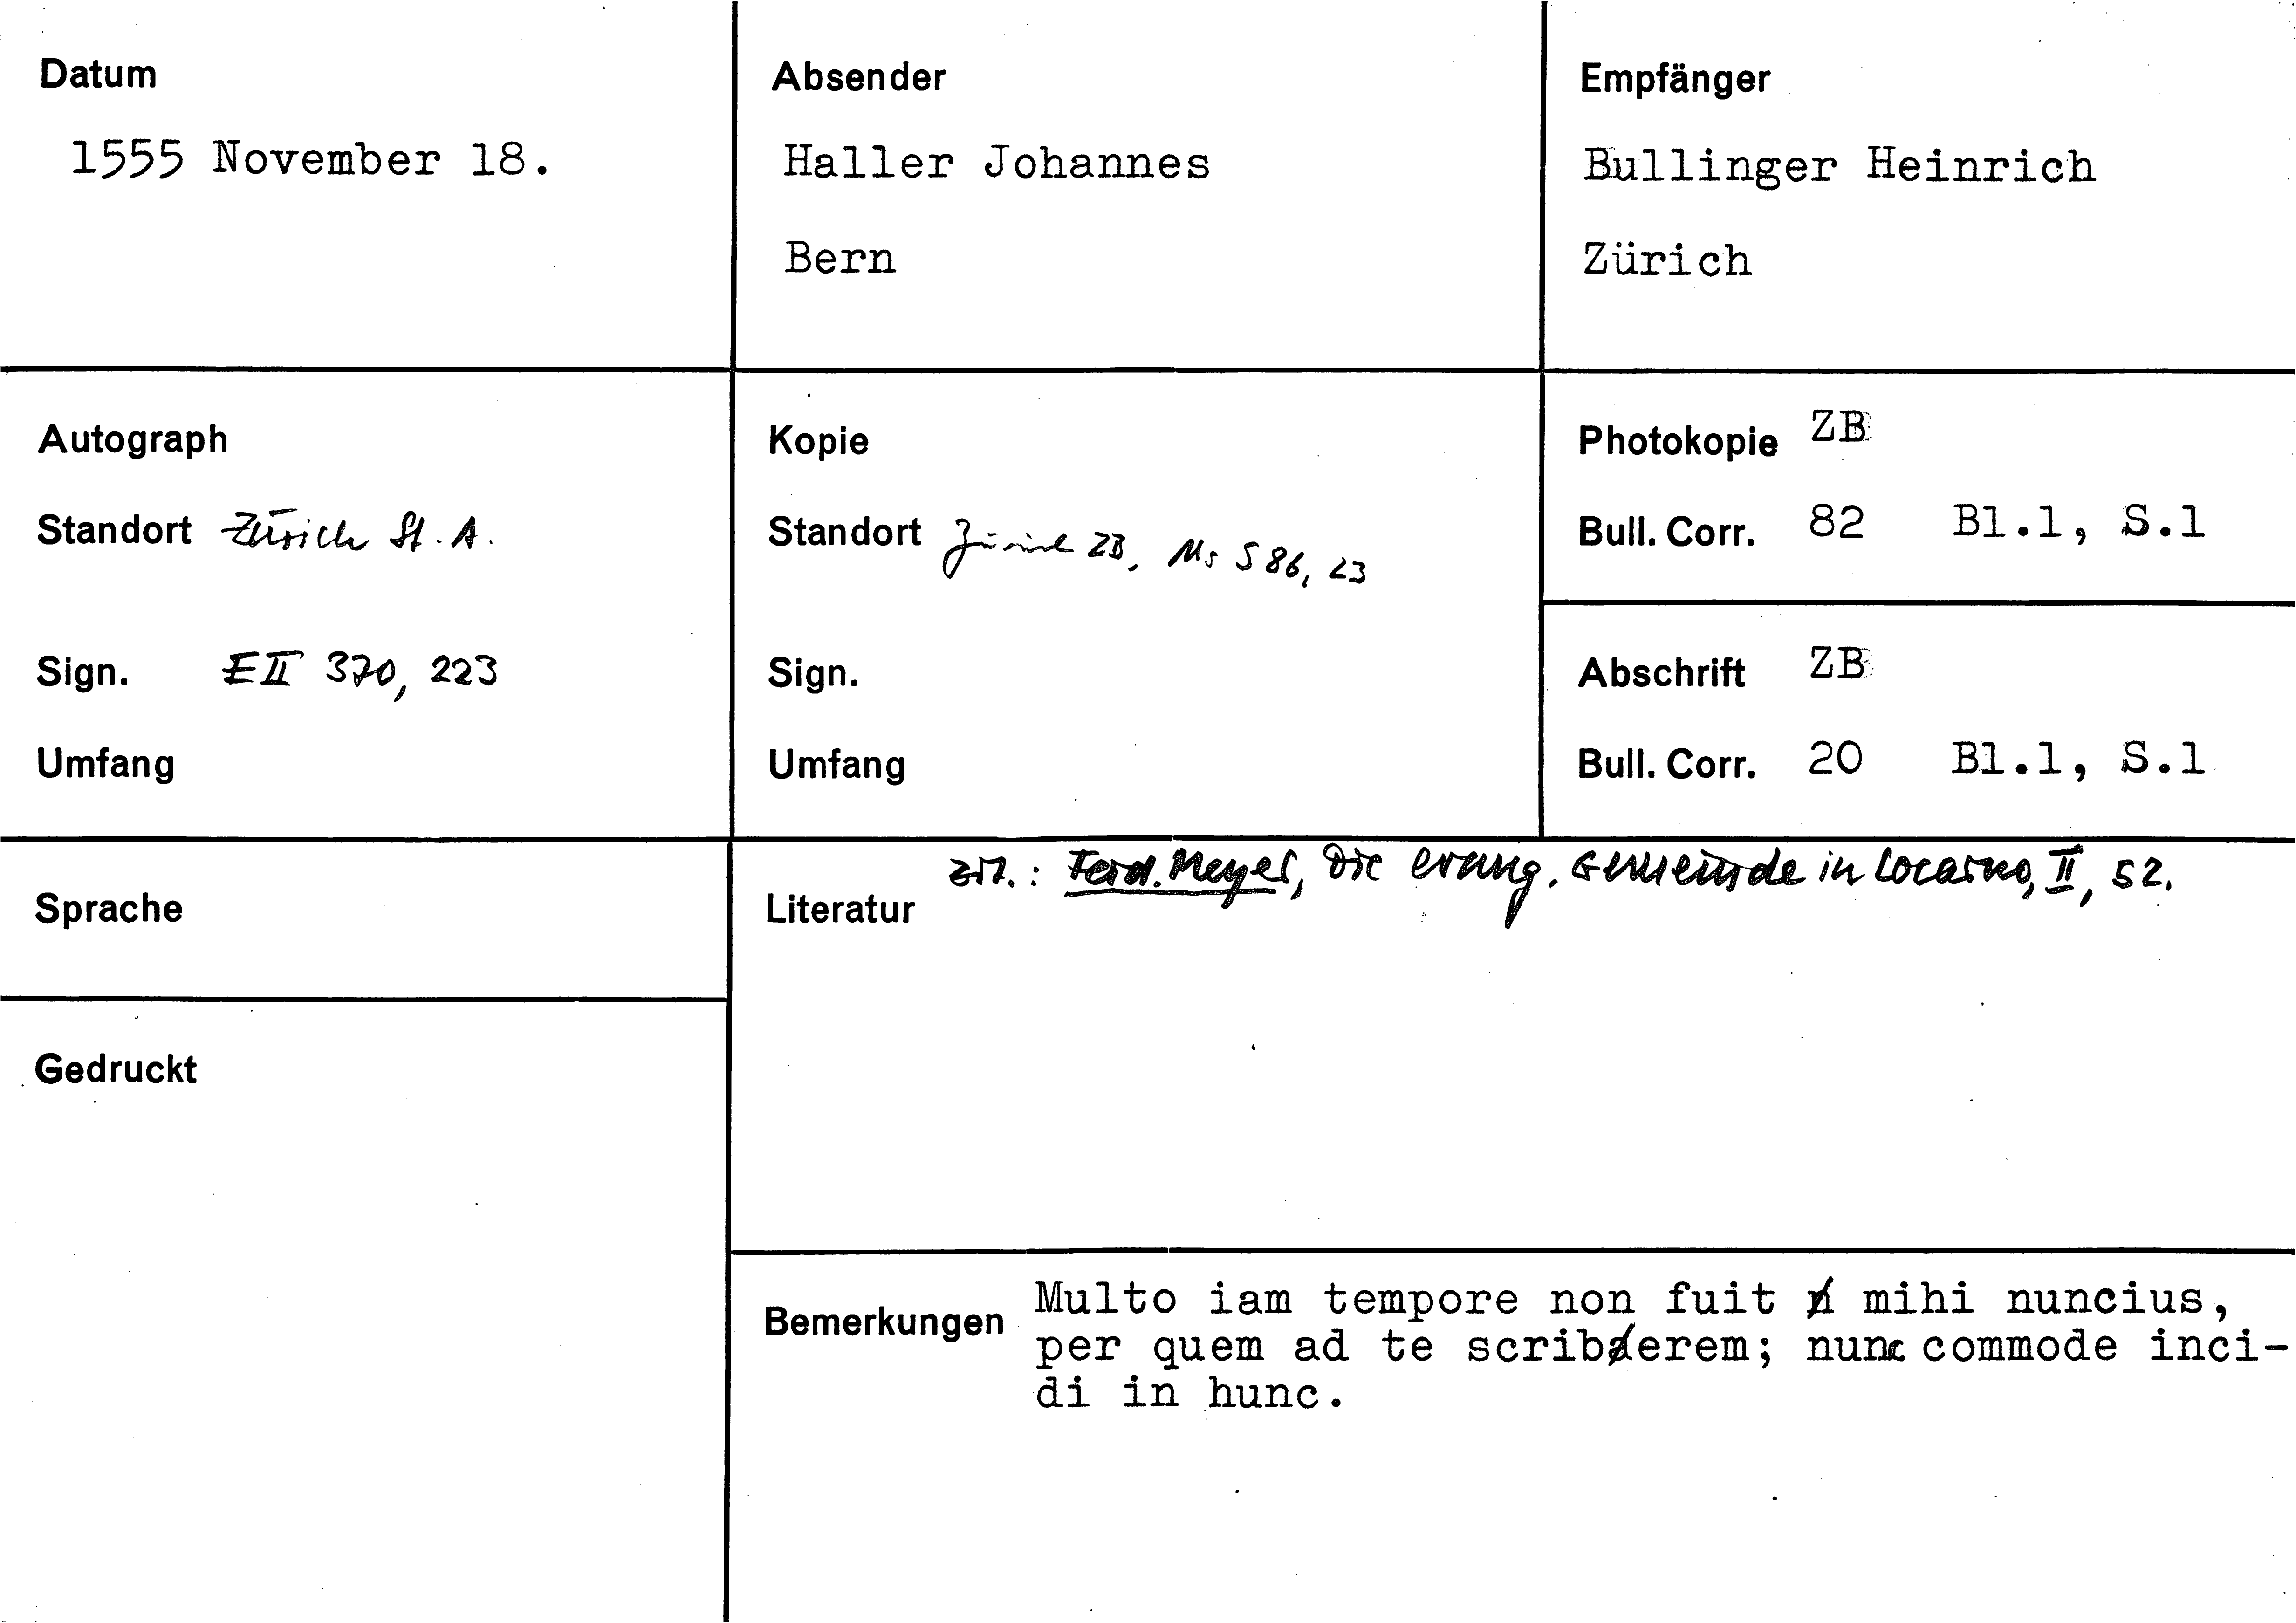 Datum
1555 November 18.
Absender
Haller Johannes
Bern
Empfänger
Bullinger Heinrich
Zürich
Autograph
Standort Zürich St. A.
Sign. E II 370, 223
Umfang
Kopie
Standort Zürich ZB, Ms S 86, 23
Sign.
Umfang
Photokopie ZB
Bull. Corr. 82 Bl.1, S.1
Abschrift ZB
Bull. Corr. 20 Bl.1, S.1
Sprache
Gedruckt
Literatur zit.: Ferd. Meyer, Die evang. Gemeinde in Locarno, II, 52.
Bemerkungen Multo iam tempore non fuit mihi nuncius,
per quem ad te scriberem; nunc commode inci-
di in hunc.